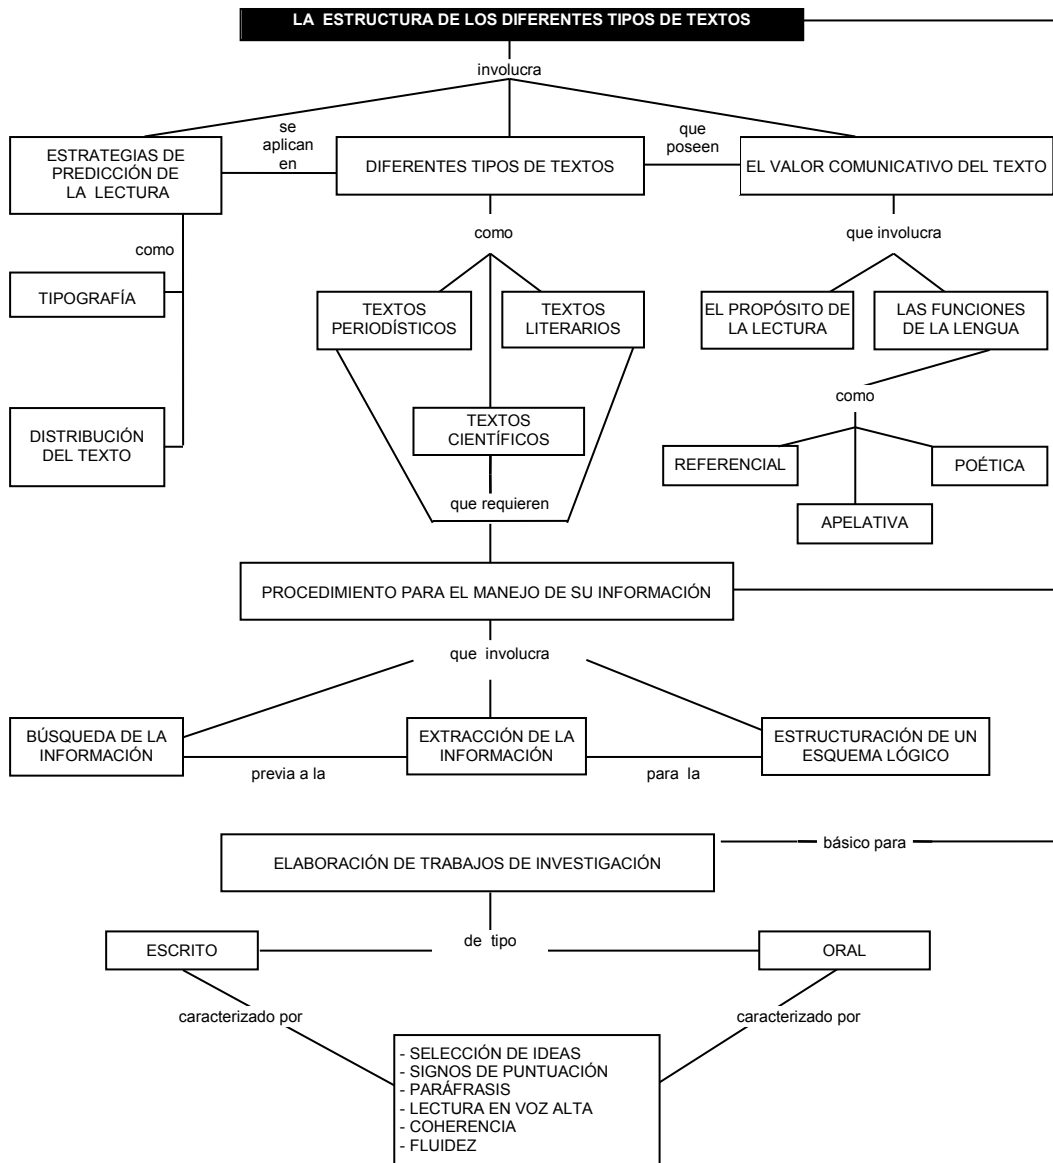 LA ESTRUCTURA DE LOS DIFERENTES TIPOS DE TEXTOS
involucra
se
aplican
en
que
poseen
ESTRATEGIAS DE
PREDICCIÓN DE
LA LECTURA
DIFERENTES TIPOS DE TEXTOS
EL VALOR COMUNICATIVO DEL TEXTO
como
como
que involucra
TIPOGRAFÍA
TEXTOS
PERIODÍSTICOS
TEXTOS
LITERARIOS
EL PROPÓSITO DE
LA LECTURA
LAS FUNCIONES
DE LA LENGUA
como
DISTRIBUCIÓN
DEL TEXTO
TEXTOS
CIENTÍFICOS
REFERENCIAL
POÉTICA
que requieren
APELATIVA
PROCEDIMIENTO PARA EL MANEJO DE SU INFORMACIÓN
que involucra
BÚSQUEDA DE LA
INFORMACIÓN
EXTRACCIÓN DE LA
INFORMACIÓN
ESTRUCTURACIÓN DE UN
ESQUEMA LÓGICO
previa a la
para la
básico para
ELABORACIÓN DE TRABAJOS DE INVESTIGACIÓN
de tipo
ESCRITO
ORAL
caracterizado por
caracterizado por
- SELECCIÓN DE IDEAS
- SIGNOS DE PUNTUACIÓN
- PARÁFRASIS
- LECTURA EN VOZ ALTA
- COHERENCIA
- FLUIDEZ